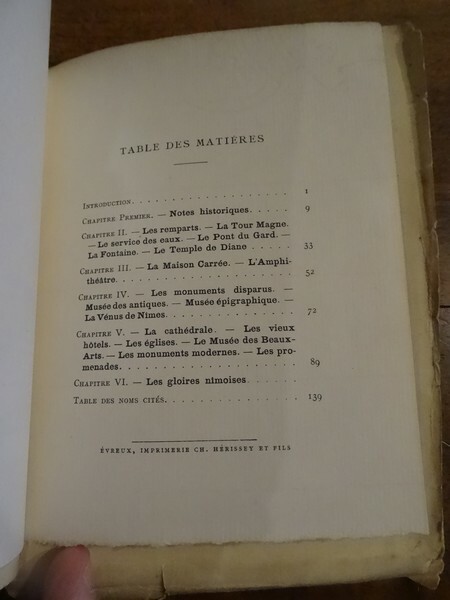 TABLE DES MATIÈRES
INTRODUCTION. . . . . . . . . . . . . . . . . . 1
CHAPITRE PREMIER. — Notes historiques. . . . . 9
CHAPITRE II. — Les remparts. — La Tour Magne.
— Le service des eaux. — Le Pont du Gard. —
La Fontaine. — Le Temple de Diane . . . . . 33
CHAPITRE III. — La Maison Carrée. — L'Amphi-
théâtre. . . . . . . . . . . . . . . . . . . . 52
CHAPITRE IV. — Les monuments disparus. —
Musée des antiques. — Musée épigraphique. —
La Vénus de Nîmes. . . . . . . . . . . . . . 72
CHAPITRE V. — La cathédrale. — Les vieux
hôtels. — Les églises. — Le Musée des Beaux-
Arts. — Les monuments modernes. — Les pro-
menades. . . . . . . . . . . . . . . . . . . . 89
CHAPITRE VI. — Les gloires nîmoises. . . . . .
TABLE DES NOMS CITÉS. . . . . . . . . . . . . 139
ÉVREUX, IMPRIMERIE CH. HÉRISSEY ET FILS